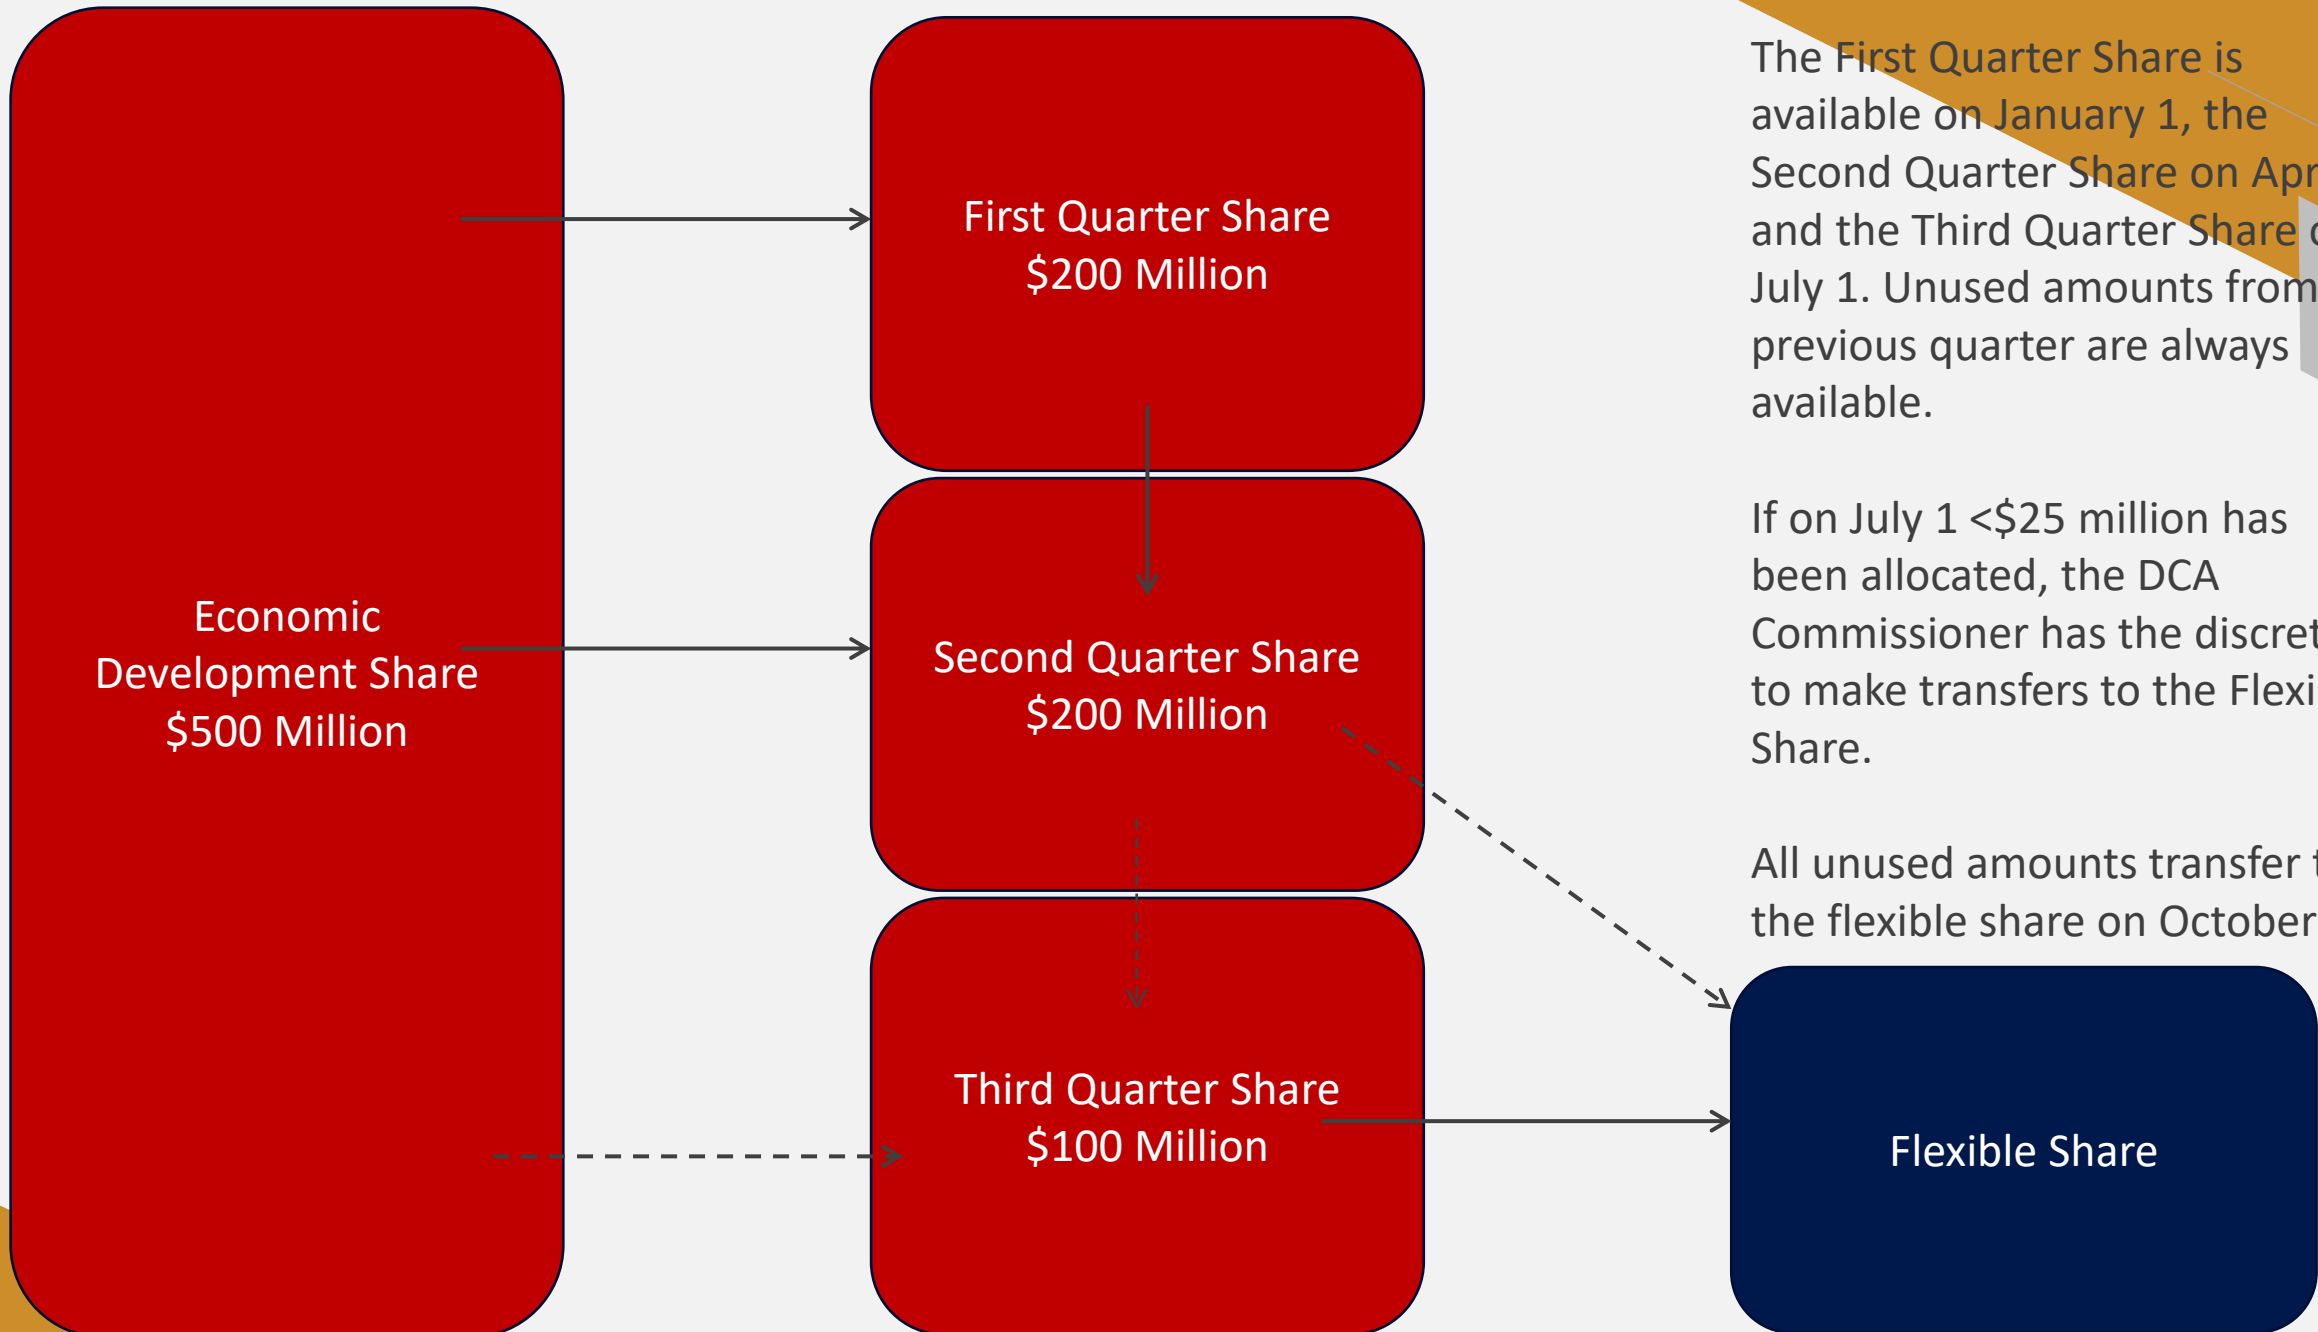 Economic
Development Share
$500 Million
First Quarter Share
$200 Million
Second Quarter Share
$200 Million
Third Quarter Share
$100 Million
The First Quarter Share is
available on January 1, the
Second Quarter Share on
and the Third Quarter Share
July 1. Unused amounts from
previous quarter are always
available.
If on July 1 <$25 million has
been allocated, the DCA
Commissioner has the
to make transfers to the
Share.
All unused amounts transfer
the flexible share on October
Flexible Share